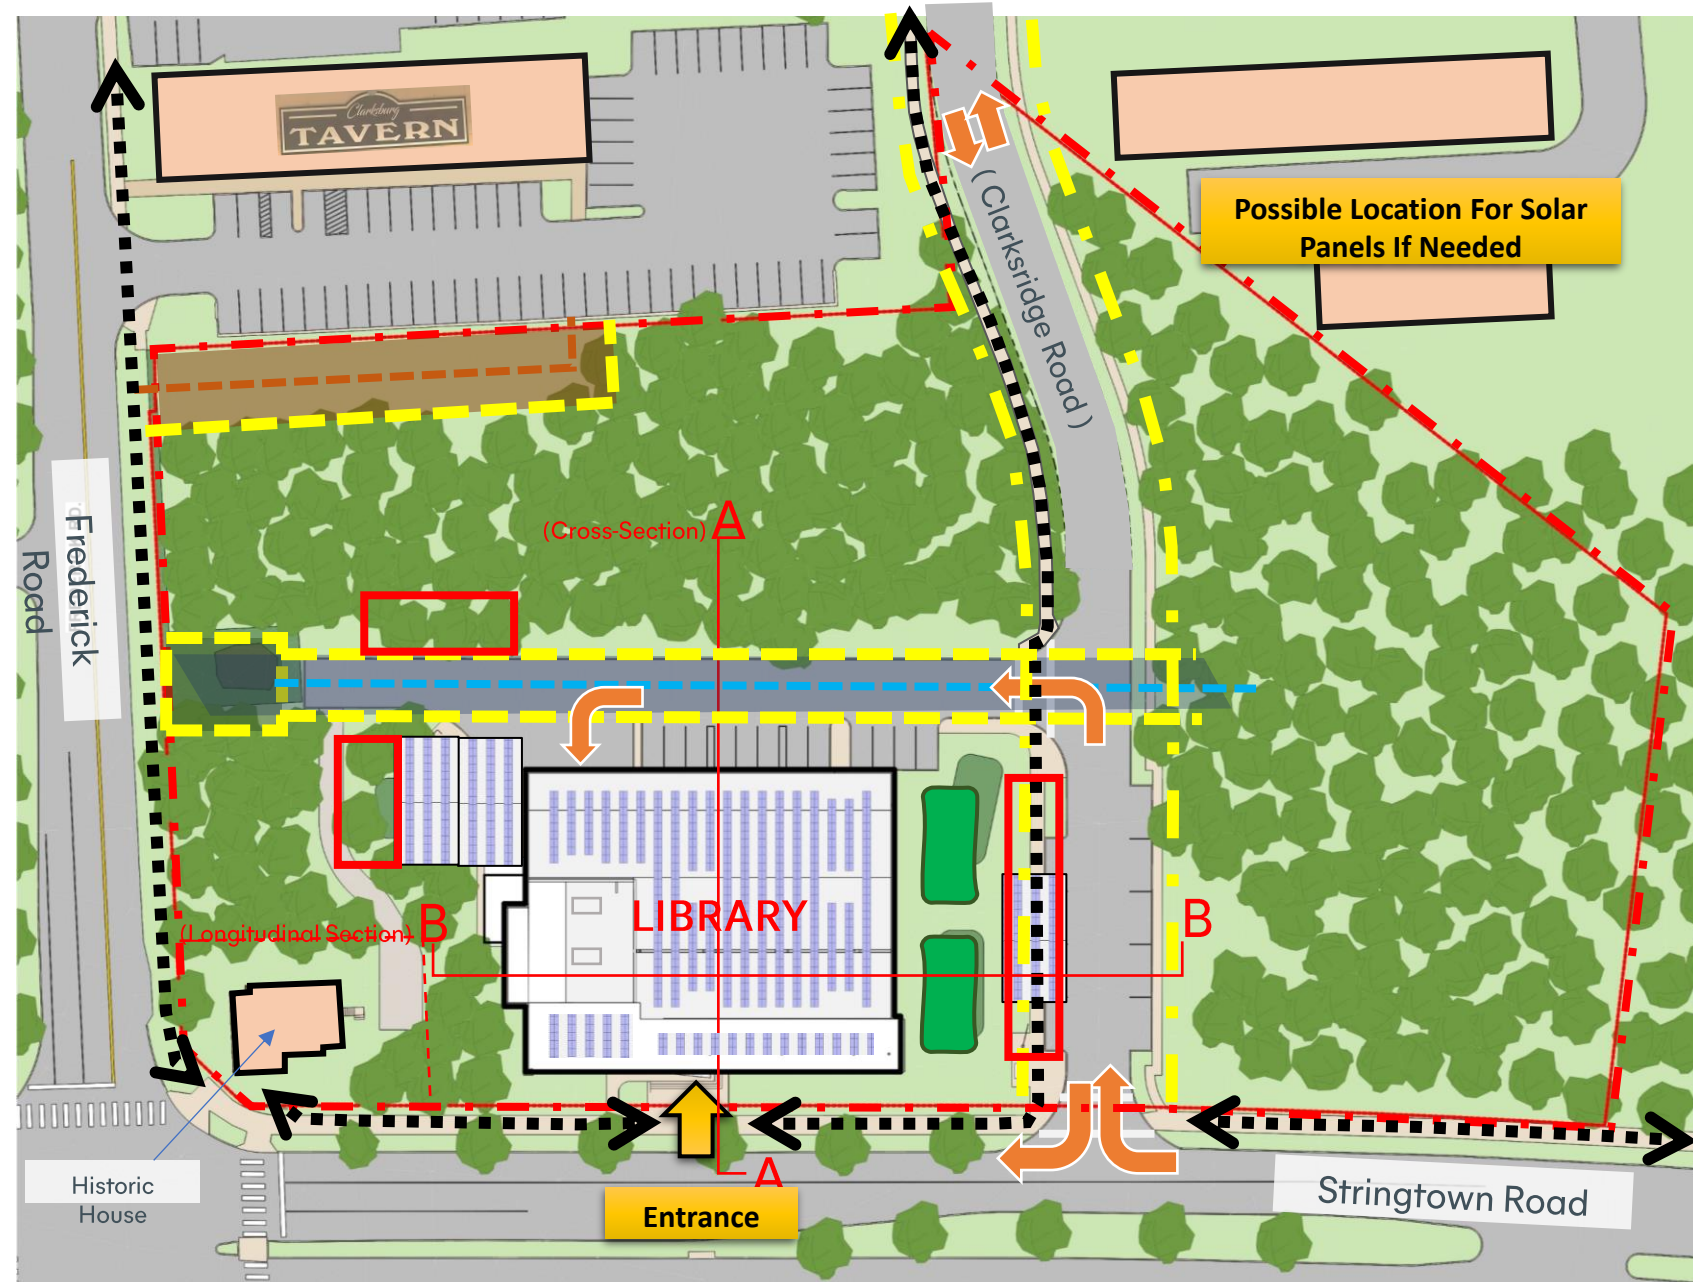 Clarksburg
TAVERN
Possible Location For Solar
Panels If Needed
( Clarksridge Road )
Frederick
Road
(Cross-Section) A
LIBRARY
(Longitudinal Section) B
B
Historic
House
A
Entrance
Stringtown Road